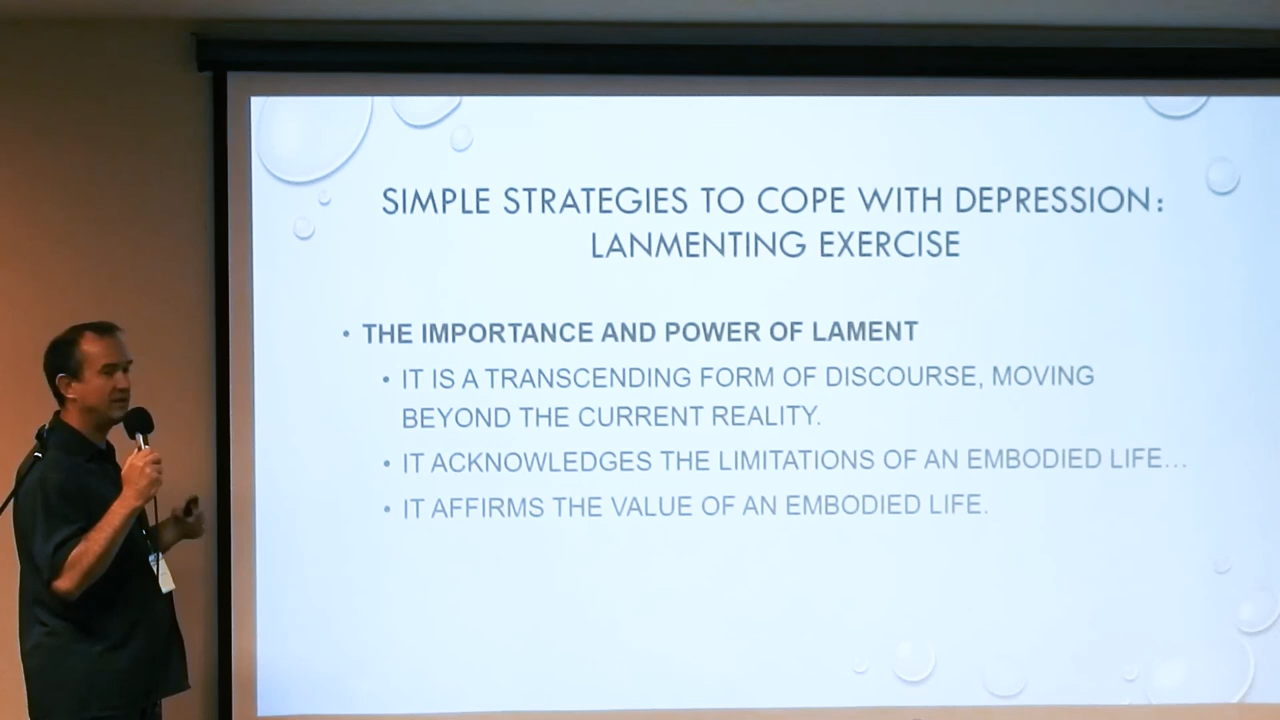 SIMPLE STRATEGIES TO COPE WITH DEPRESSION:
LANMENTING EXERCISE
• THE IMPORTANCE AND POWER OF LAMENT
• IT IS A TRANSCENDING FORM OF DISCOURSE, MOVING
BEYOND THE CURRENT REALITY.
• IT ACKNOWLEDGES THE LIMITATIONS OF AN EMBODIED LIFE...
• IT AFFIRMS THE VALUE OF AN EMBODIED LIFE.